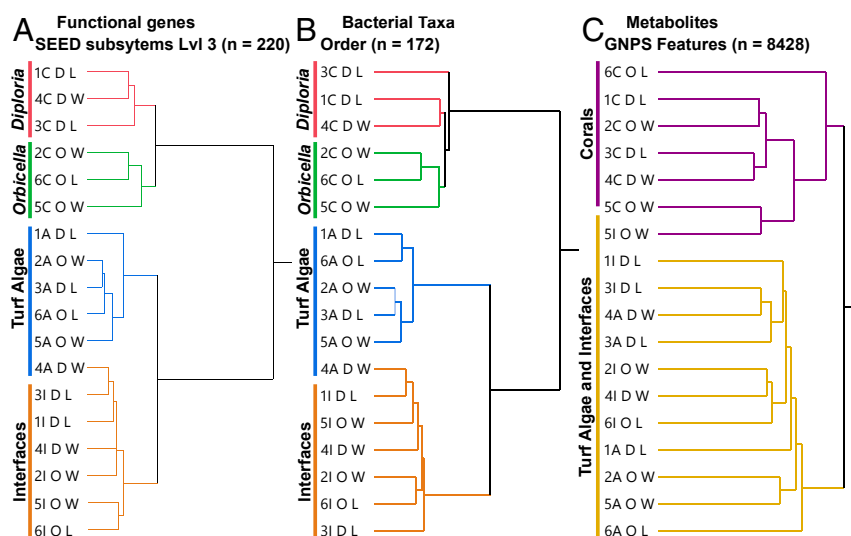 A
Functional genes
SEED subsytems Lvl 3 (n = 220)
Diploria
Orbicella
Turf Algae
Interfaces
1C D L
4C D W
3C D L
2C O W
6C O L
5C O W
1A D L
2A O W
3A D L
6A O L
5A O W
4A D W
3I D L
1I D L
4I D W
2I O W
5I O W
6I O L
B
Bacterial Taxa
Order (n = 172)
Diploria
Orbicella
Turf Algae
Interfaces
3C D L
1C D L
4C D W
2C O W
6C O L
5C O W
1A D L
6A O L
2A O W
3A D L
5A O W
4A D W
1I D L
5I O W
4I D W
2I O W
6I O L
3I D L
C
Metabolites
GNPS Features (n = 8428)
Corals
Turf Algae and Interfaces
6C O L
1C D L
2C O W
3C D L
4C D W
5C O W
5I O W
1I D L
3I D L
4A D W
3A D L
2I O W
4I D W
6I O L
1A D L
2A O W
5A O W
6A O L